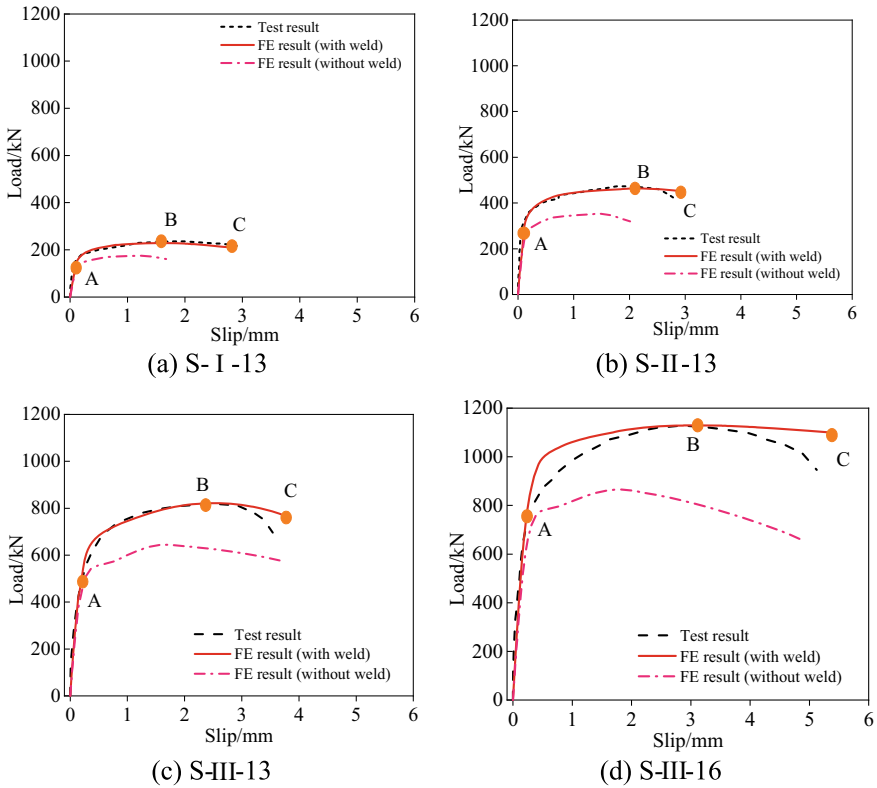 1200
1000
800
600
400
200
0
Load/kN
Test result
FE result (with weld)
FE result (without weld)
A
B
C
0 1 2 3 4 5 6
Slip/mm
(a) S- I -13
1200
1000
800
600
400
200
0
Load/kN
A
B
C
Test result
FE result (with weld)
FE result (without weld)
0 1 2 3 4 5 6
Slip/mm
(b) S-II-13
1200
1000
800
600
400
200
0
Load/kN
A
B
C
Test result
FE result (with weld)
FE result (without weld)
0 1 2 3 4 5 6
Slip/mm
(c) S-III-13
1200
1000
800
600
400
200
0
Load/kN
A
B
C
Test result
FE result (with weld)
FE result (without weld)
0 1 2 3 4 5 6
Slip/mm
(d) S-III-16